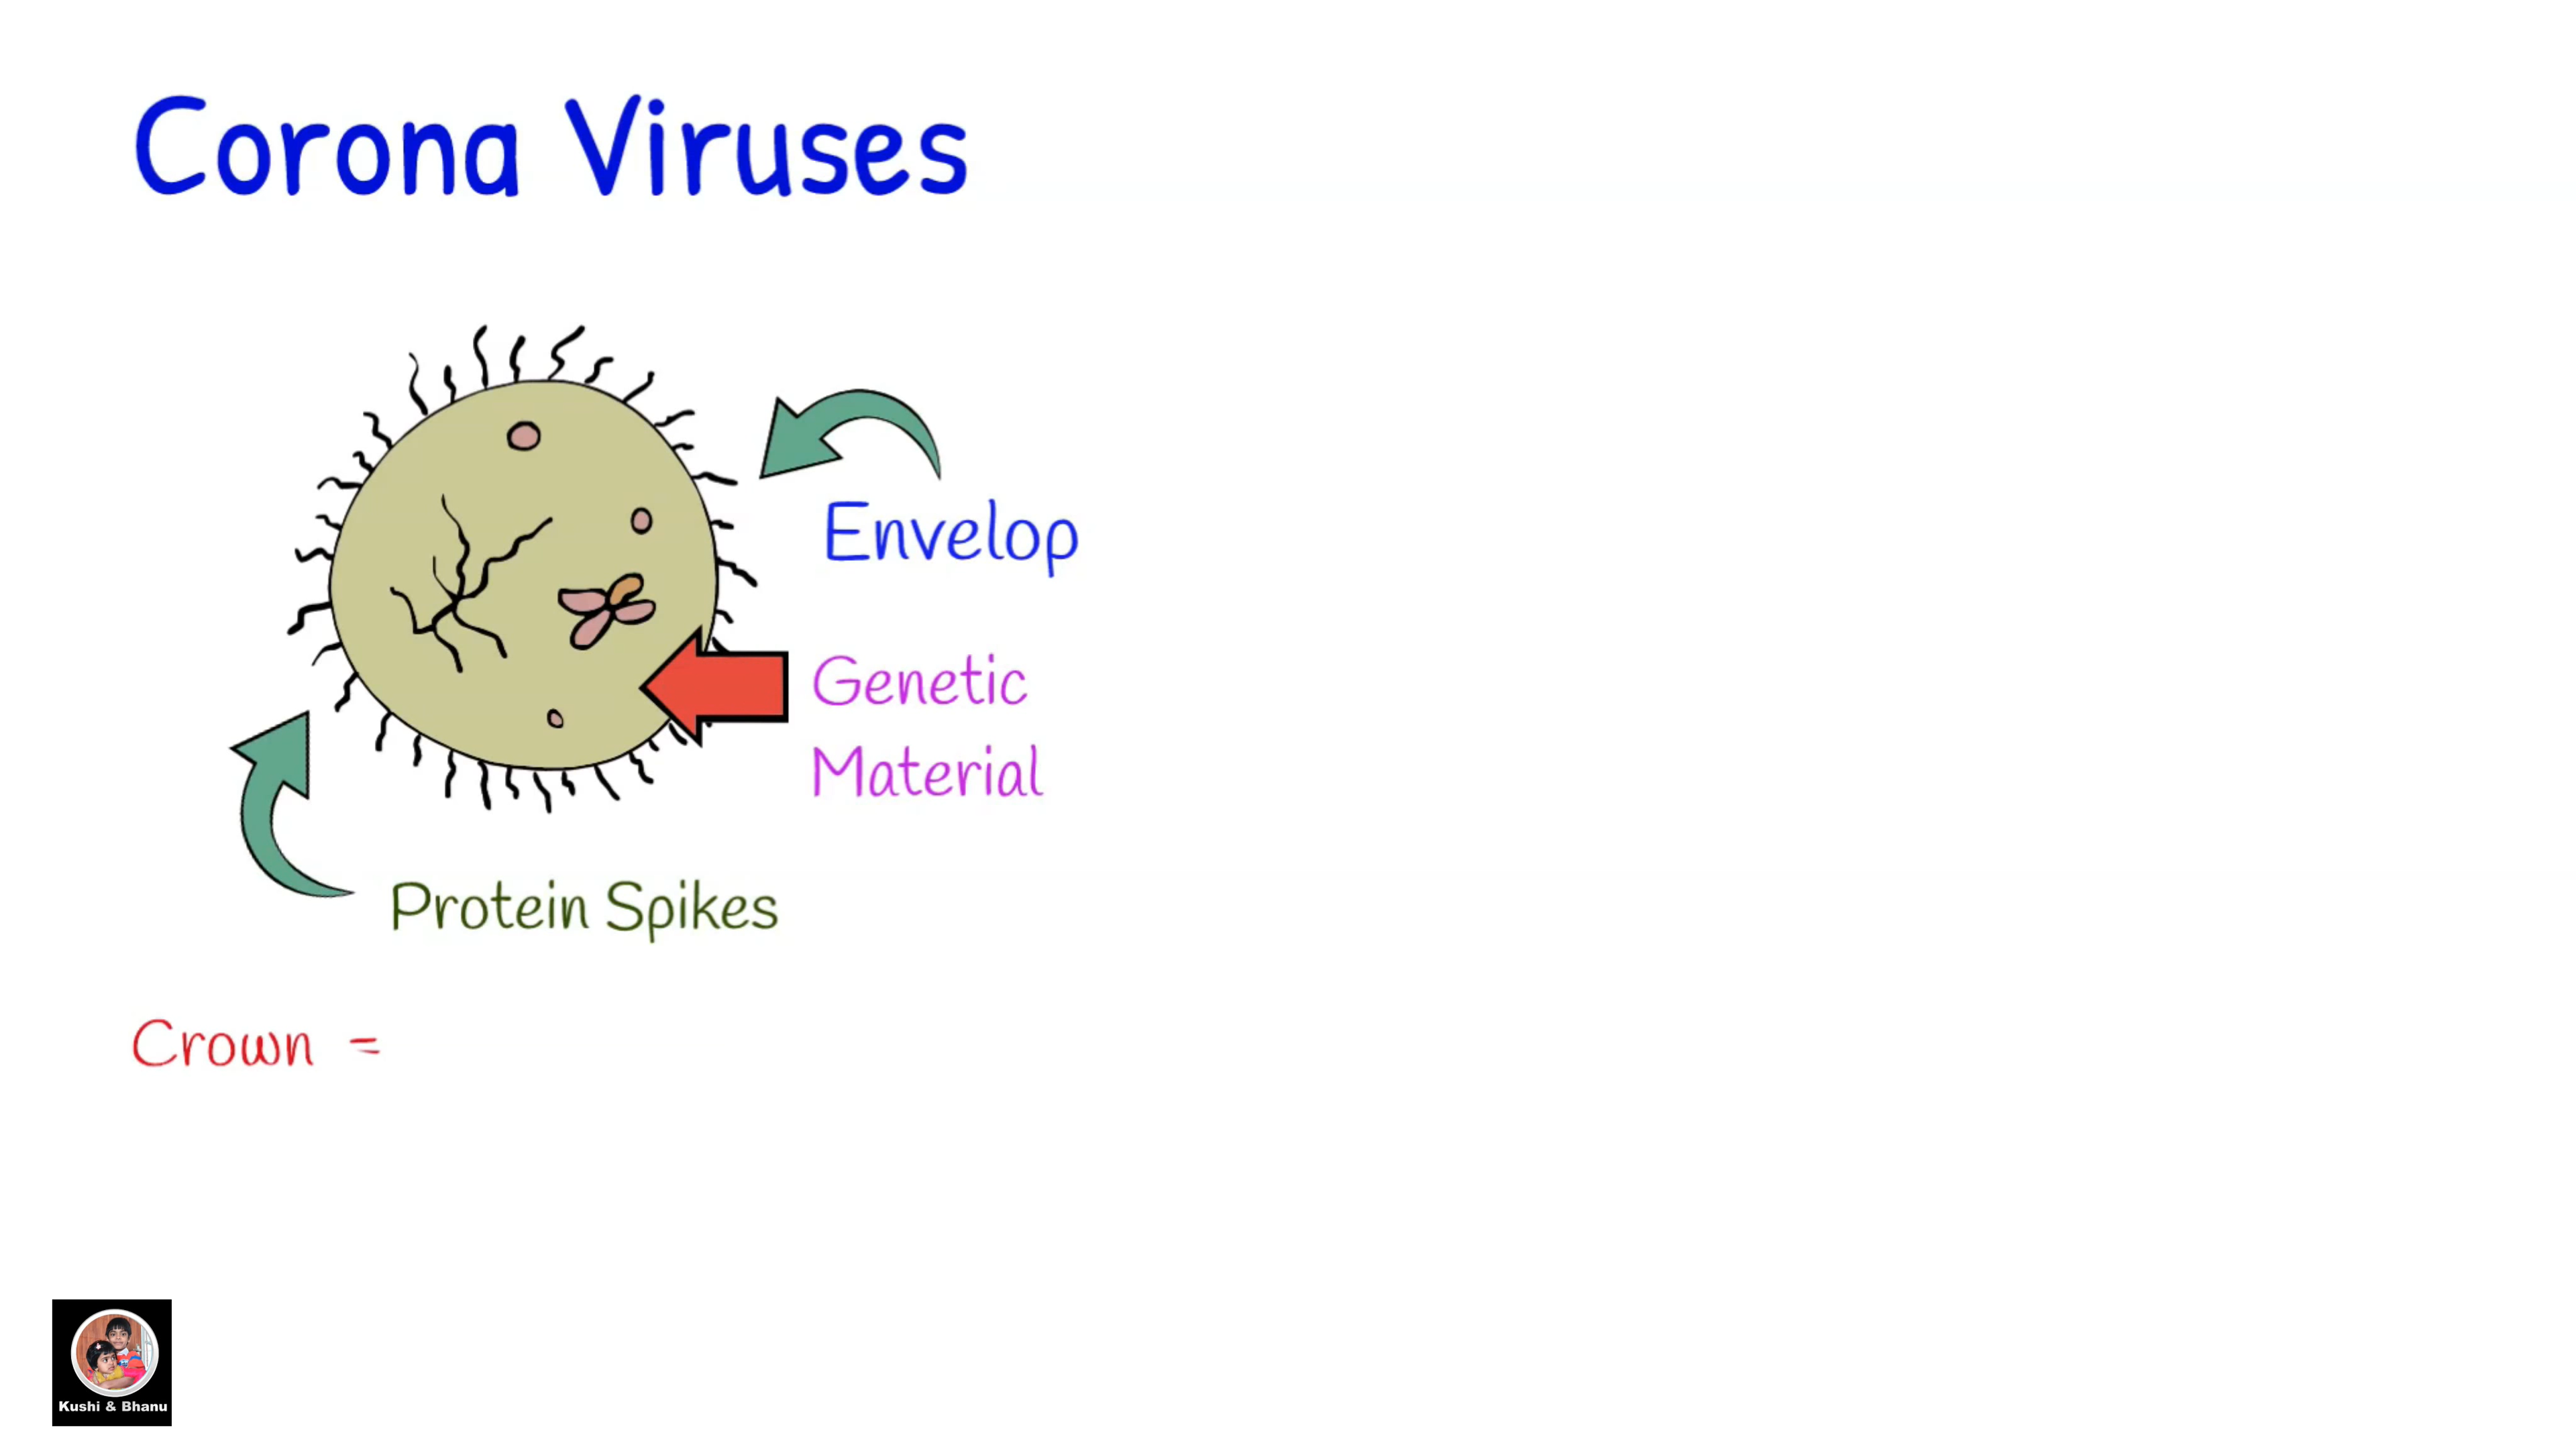 Corona Viruses
Envelop
Genetic
Material
Protein Spikes
Crown =
Kushi & Bhanu